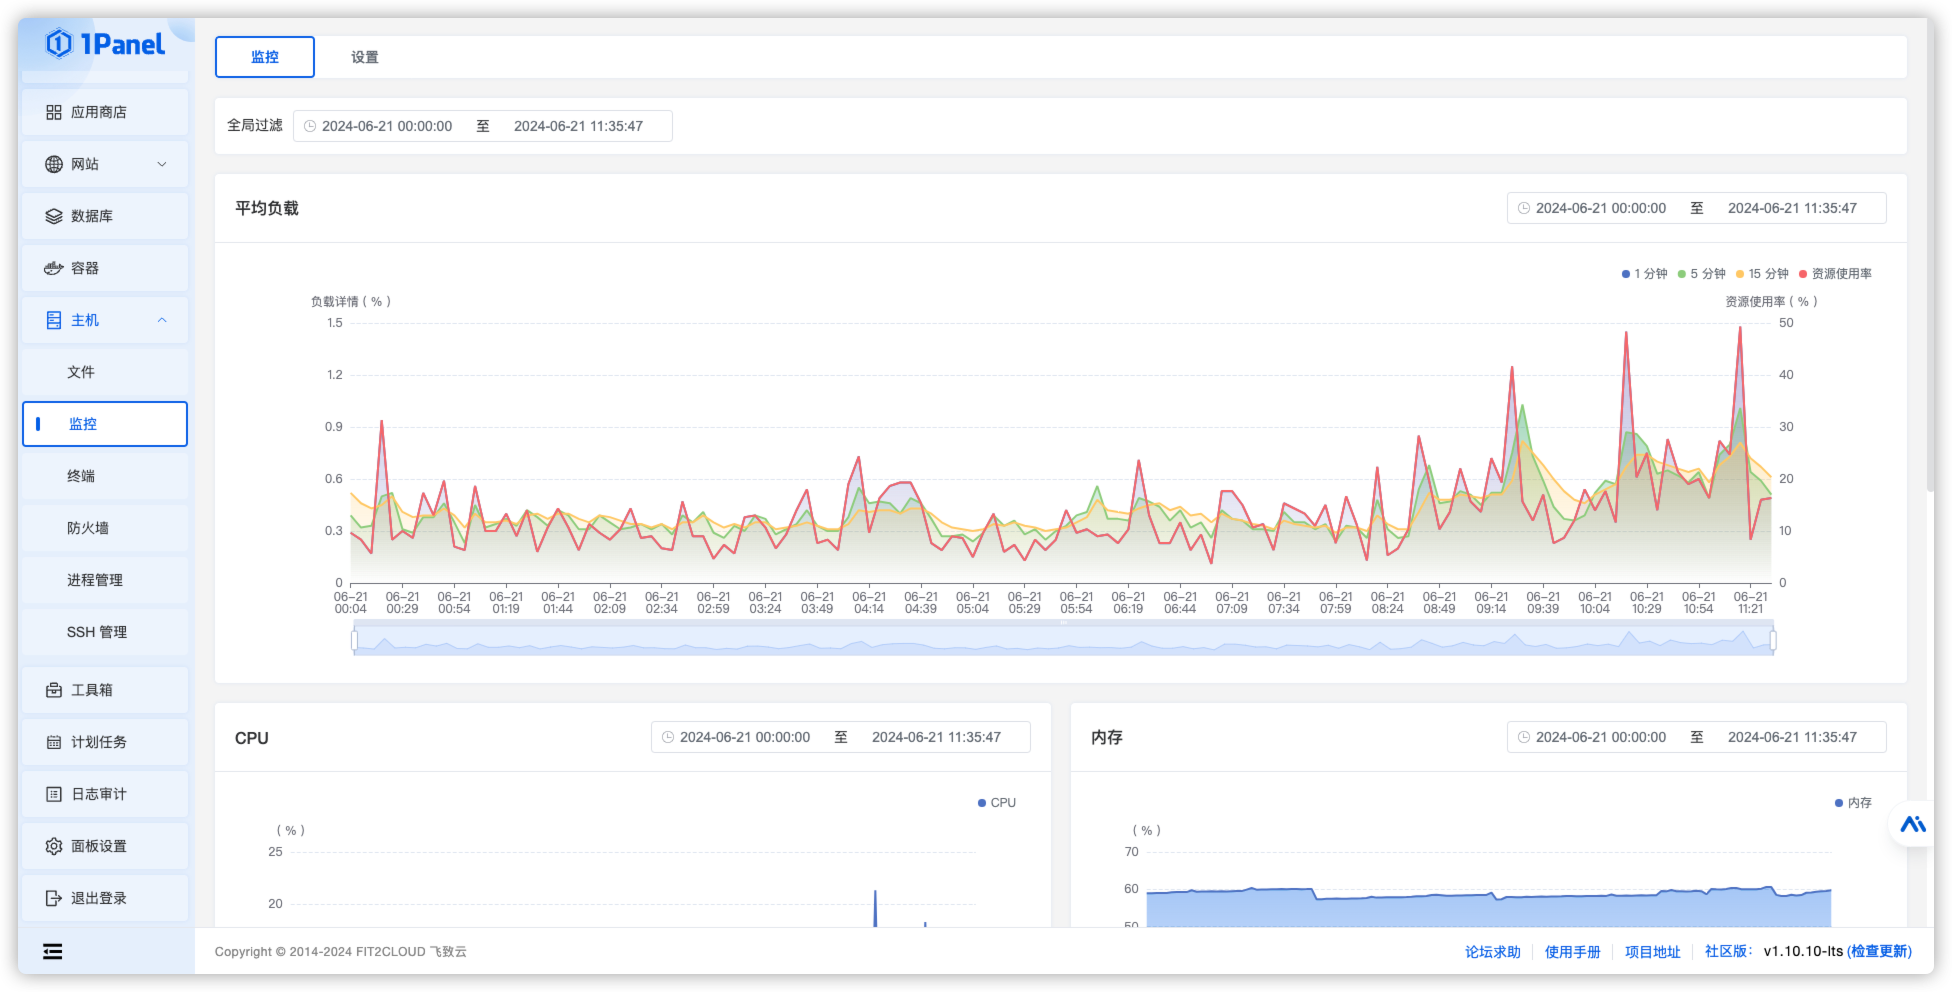 1Panel
应用商店
网站
数据库
容器
主机
文件
监控
终端
防火墙
进程管理
SSH 管理
工具箱
计划任务
日志审计
面板设置
退出登录
监控 设置
全局过滤 2024-06-21 00:00:00 至 2024-06-21 11:35:47
平均负载 2024-06-21 00:00:00 至 2024-06-21 11:35:47
1 分钟 5 分钟 15 分钟 资源使用率
负载详情 ( % ) 资源使用率 ( % )
1.5 50
1.2 40
0.9 30
0.6 20
0.3 10
0 0
06-21 06-21 06-21 06-21 06-21 06-21 06-21 06-21 06-21 06-21 06-21 06-21 06-21 06-21 06-21 06-21 06-21 06-21 06-21 06-21 06-21 06-21 06-21 06-21 06-21 06-21 06-21 06-21
00:04 00:29 00:54 01:19 01:44 02:09 02:34 02:59 03:24 03:49 04:14 04:39 05:04 05:29 05:54 06:19 06:44 07:09 07:34 07:59 08:24 08:49 09:14 09:39 10:04 10:29 10:54 11:21
CPU 2024-06-21 00:00:00 至 2024-06-21 11:35:47
CPU
( % )
25
20
内存 2024-06-21 00:00:00 至 2024-06-21 11:35:47
内存
( % )
70
60
50
Copyright © 2014-2024 FIT2CLOUD 飞致云
论坛求助 使用手册 项目地址 社区版: v1.10.10-lts (检查更新)